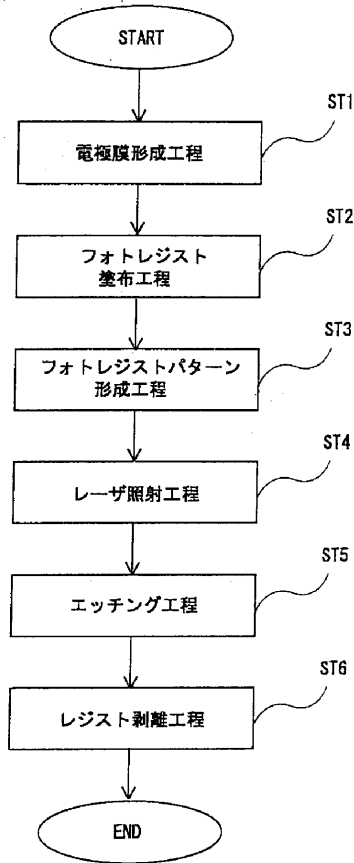 START
ST1
電極膜形成工程
ST2
フォトレジスト
塗布工程
ST3
フォトレジストパターン
形成工程
ST4
レーザ照射工程
ST5
エッチング工程
ST6
レジスト剥離工程
END